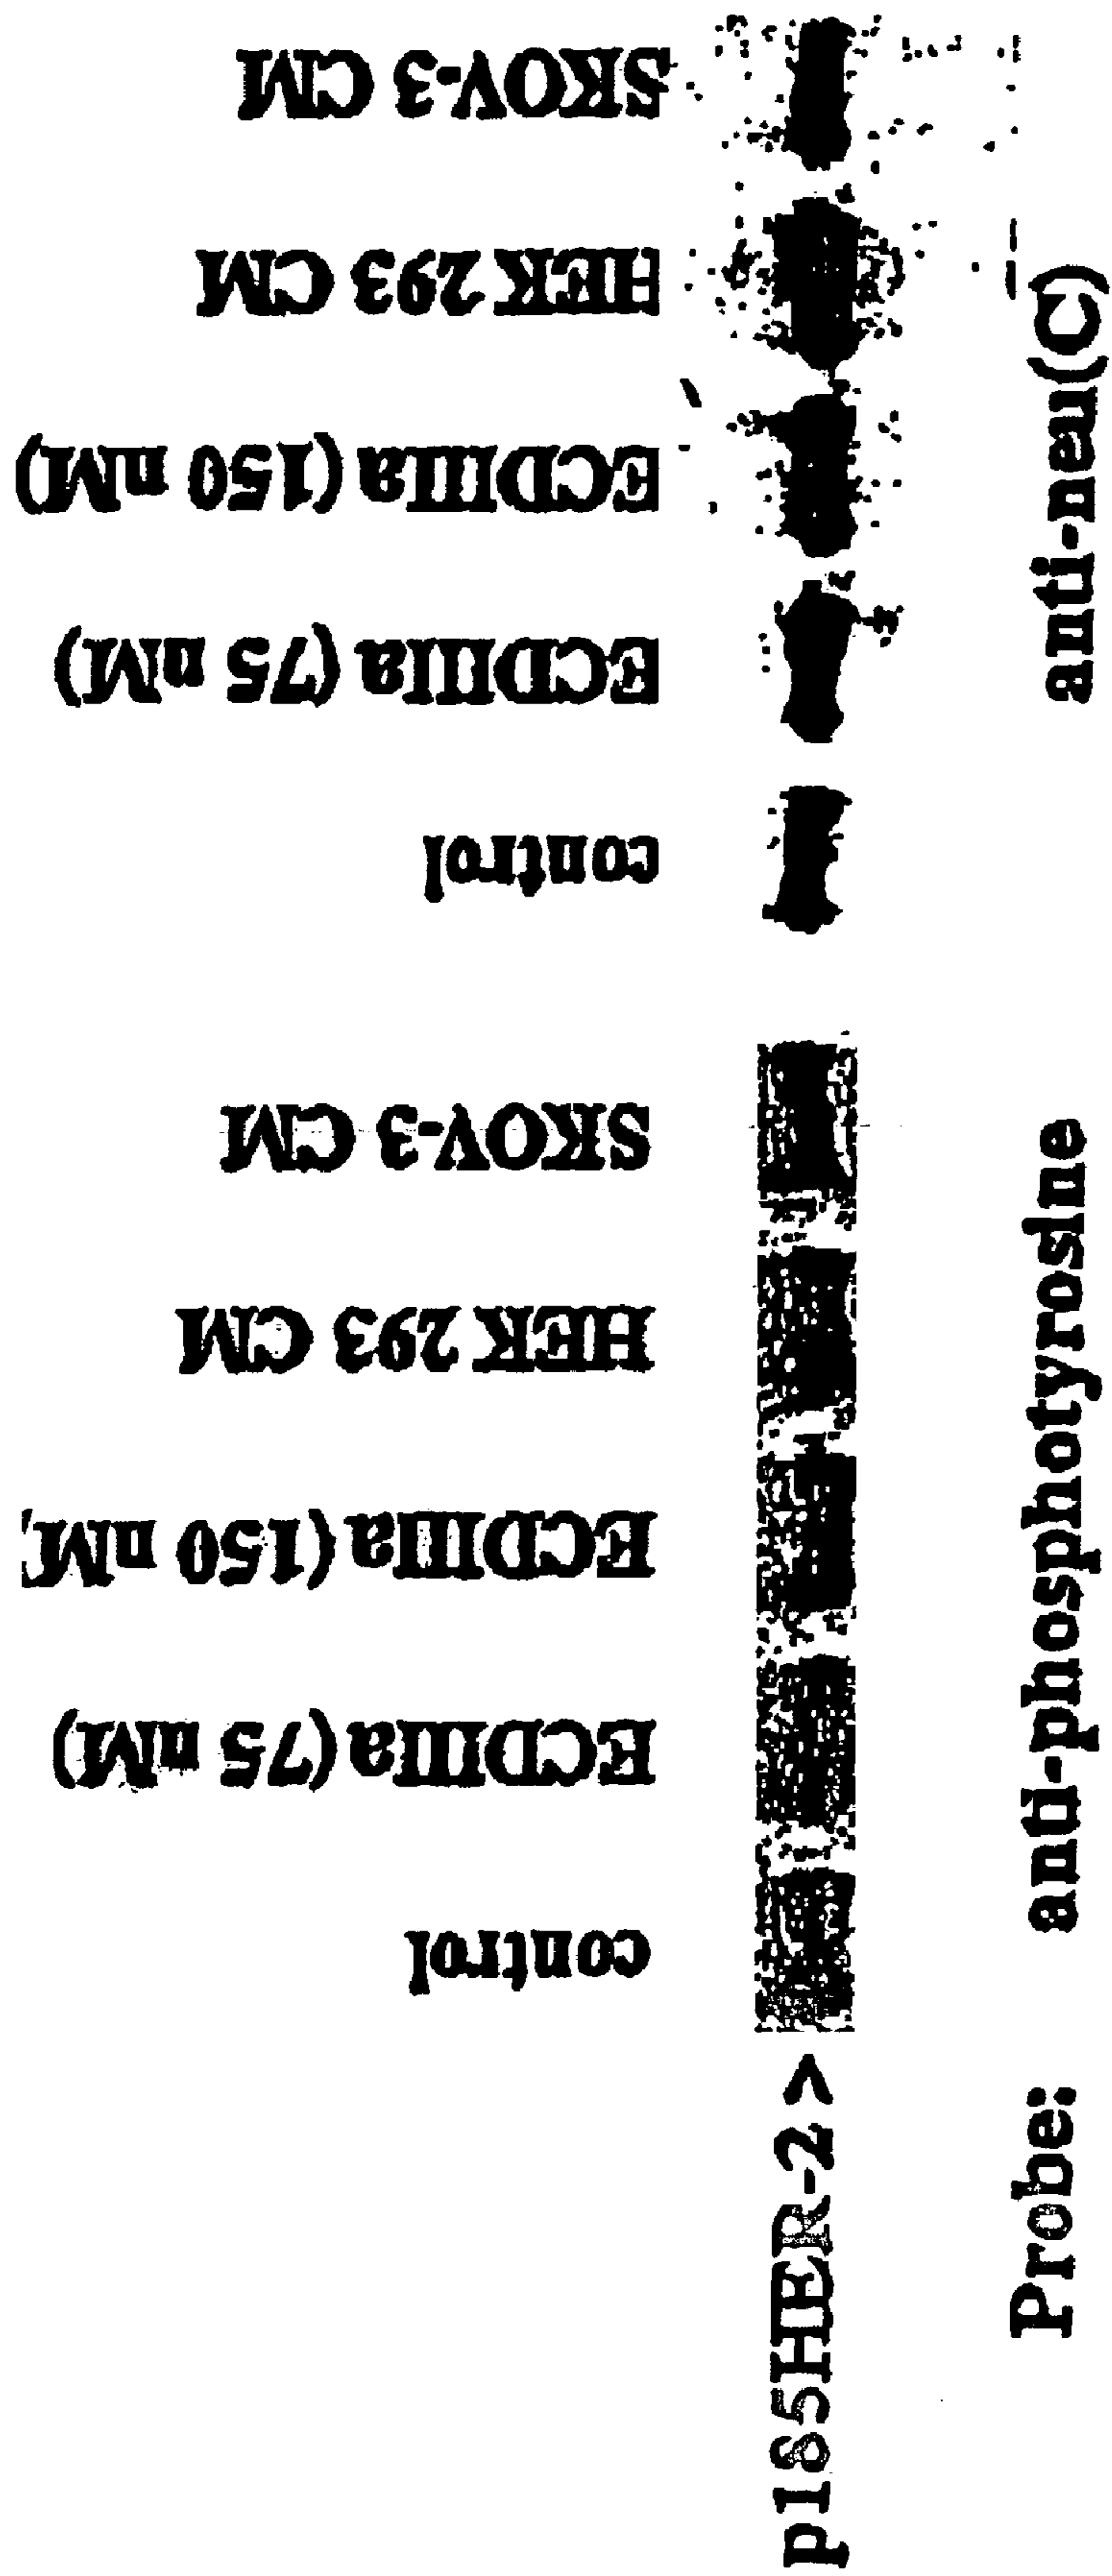 control
ECDIIIa (75 nM)
ECDIIIa (150 nM)
HEK 293 CM
SKOV-3 CM
control
ECDIIIa (75 nM)
ECDIIIa (150 nM)
HEK 293 CM
SKOV-3 CM
p185HER-2 >
Probe: anti-phosphotyrosine anti-neu(C)